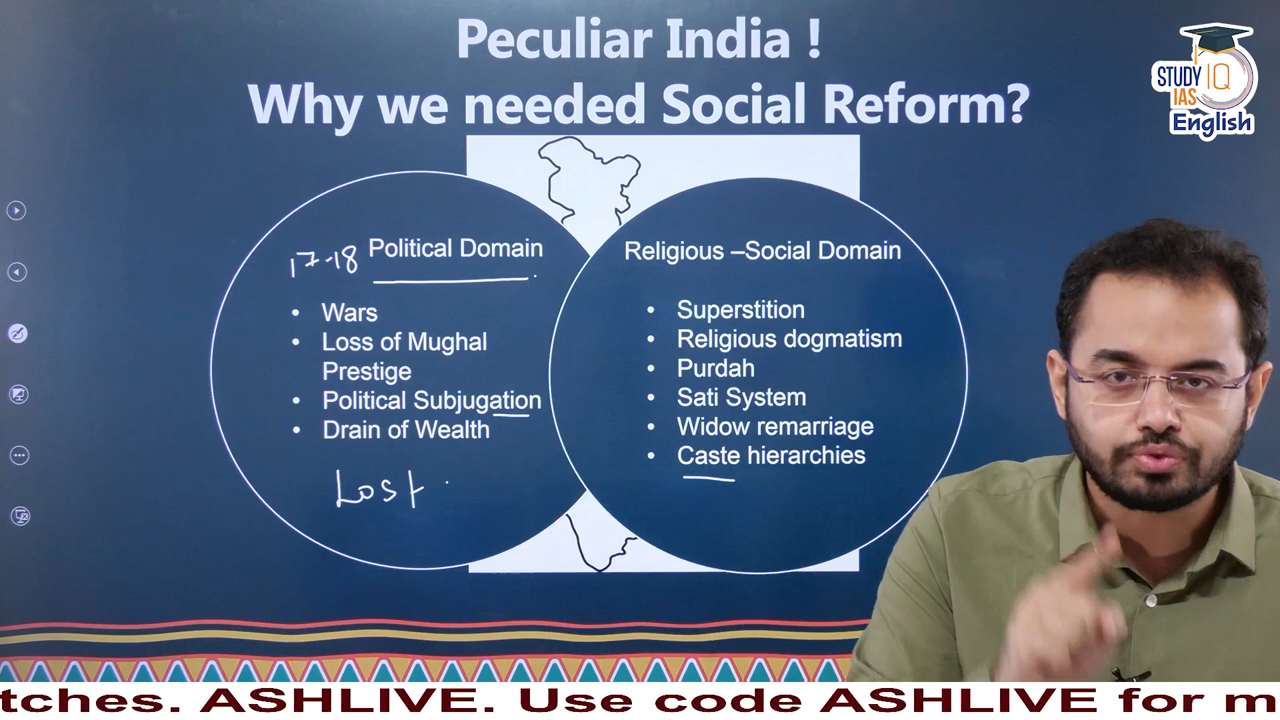 Peculiar India !
Why we needed Social Reform?
STUDY IQ
IAS
English
17-18 Political Domain
• Wars
• Loss of Mughal
Prestige
• Political Subjugation
• Drain of Wealth
Lost
Religious –Social Domain
• Superstition
• Religious dogmatism
• Purdah
• Sati System
• Widow remarriage
• Caste hierarchies
tches. ASHLIVE. Use code ASHLIVE for m